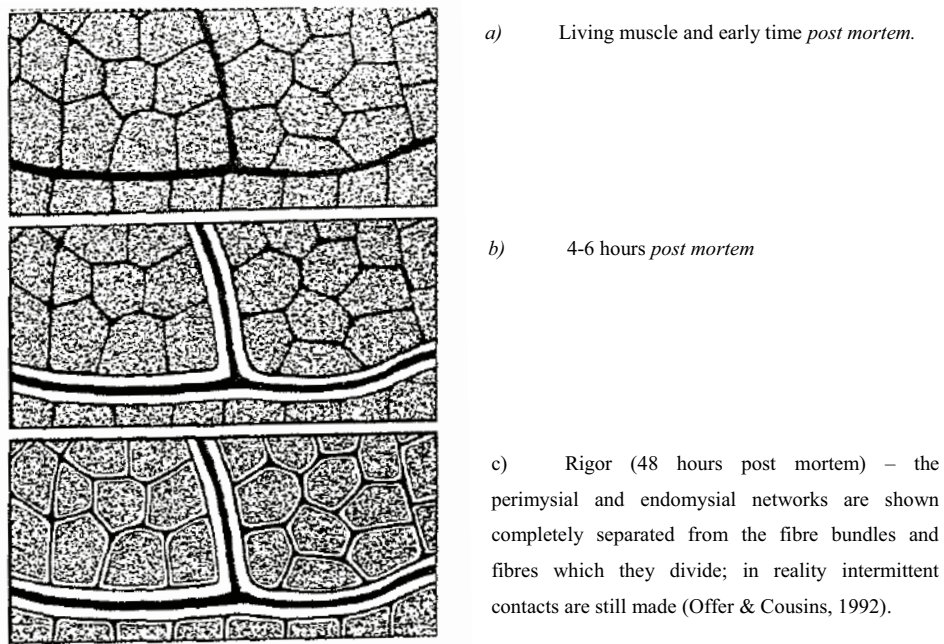 a) Living muscle and early time post mortem.
b) 4-6 hours post mortem
c) Rigor (48 hours post mortem) – the
perimysial and endomysial networks are shown
completely separated from the fibre bundles and
fibres which they divide; in reality intermittent
contacts are still made (Offer & Cousins, 1992).